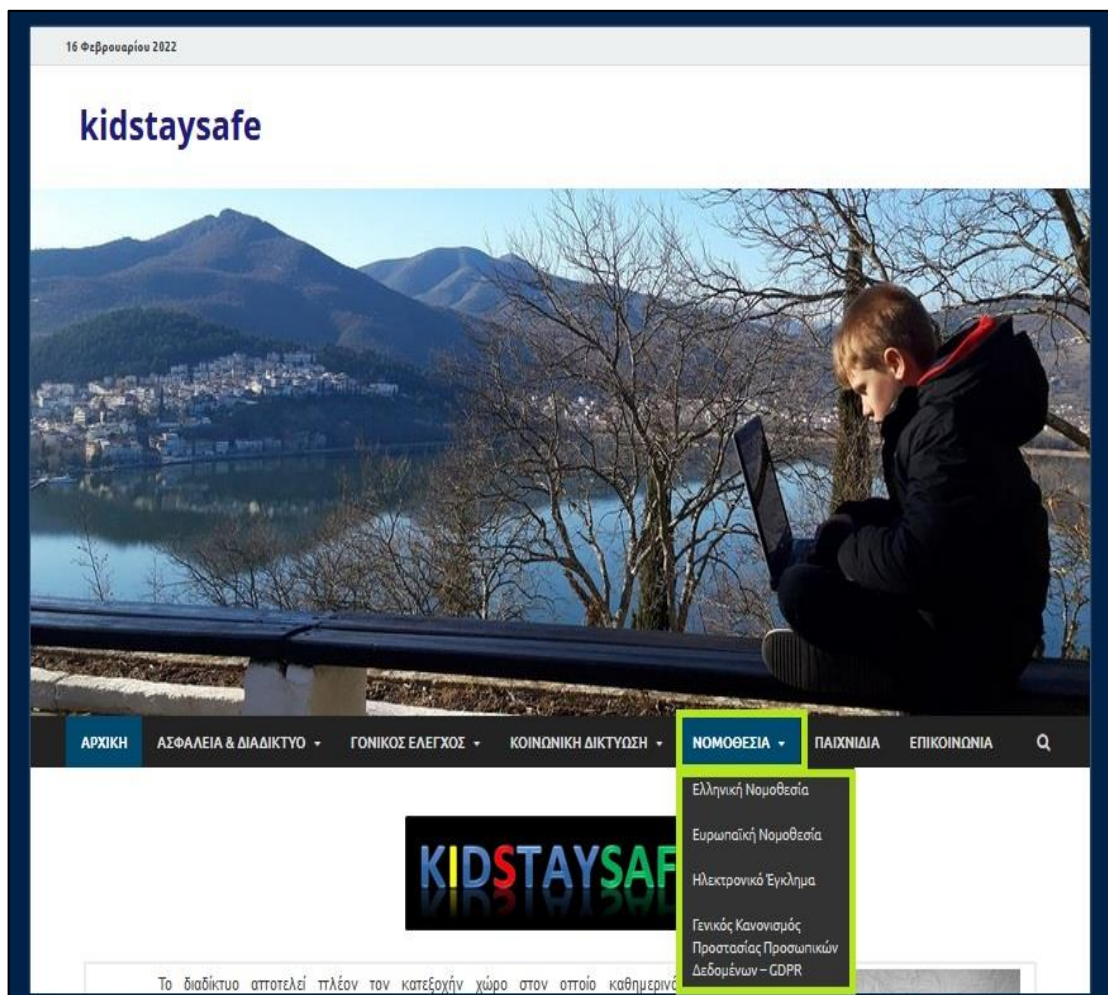 16 Φεβρουαρίου 2022
kidstaysafe
ΑΡΧΙΚΗ ΑΣΦΑΛΕΙΑ & ΔΙΑΔΙΚΤΥΟ ΓΟΝΙΚΟΣ ΕΛΕΓΧΟΣ ΚΟΙΝΩΝΙΚΗ ΔΙΚΤΥΩΣΗ ΝΟΜΟΘΕΣΙΑ ΠΑΙΧΝΙΔΙΑ ΕΠΙΚΟΙΝΩΝΙΑ
Ελληνική Νομοθεσία
Ευρωπαϊκή Νομοθεσία
Ηλεκτρονικό Έγκλημα
Γενικός Κανονισμός
Προστασίας Προσωπικών
Δεδομένων – GDPR
KIDSTAYSAF
Το διαδίκτυο αποτελεί πλέον τον κατεξοχήν χώρο στον οποίο καθημερινά